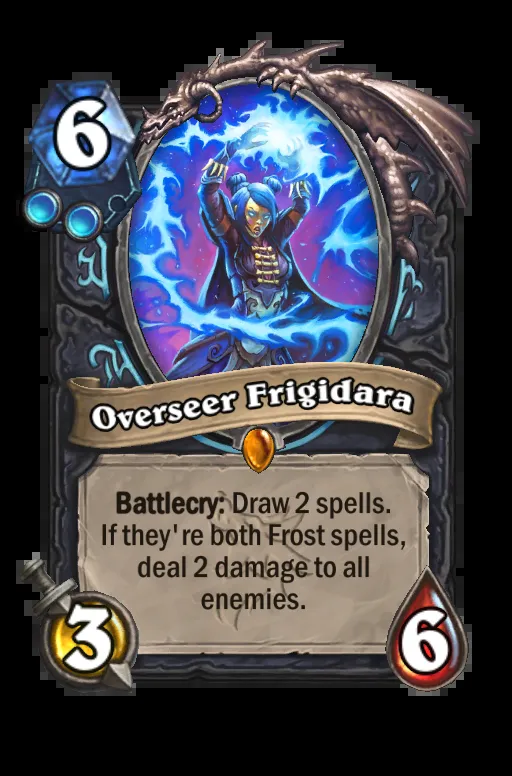 6
Overseer Frigidara
Battlecry: Draw 2 spells.
If they're both Frost spells,
deal 2 damage to all
enemies.
3
6